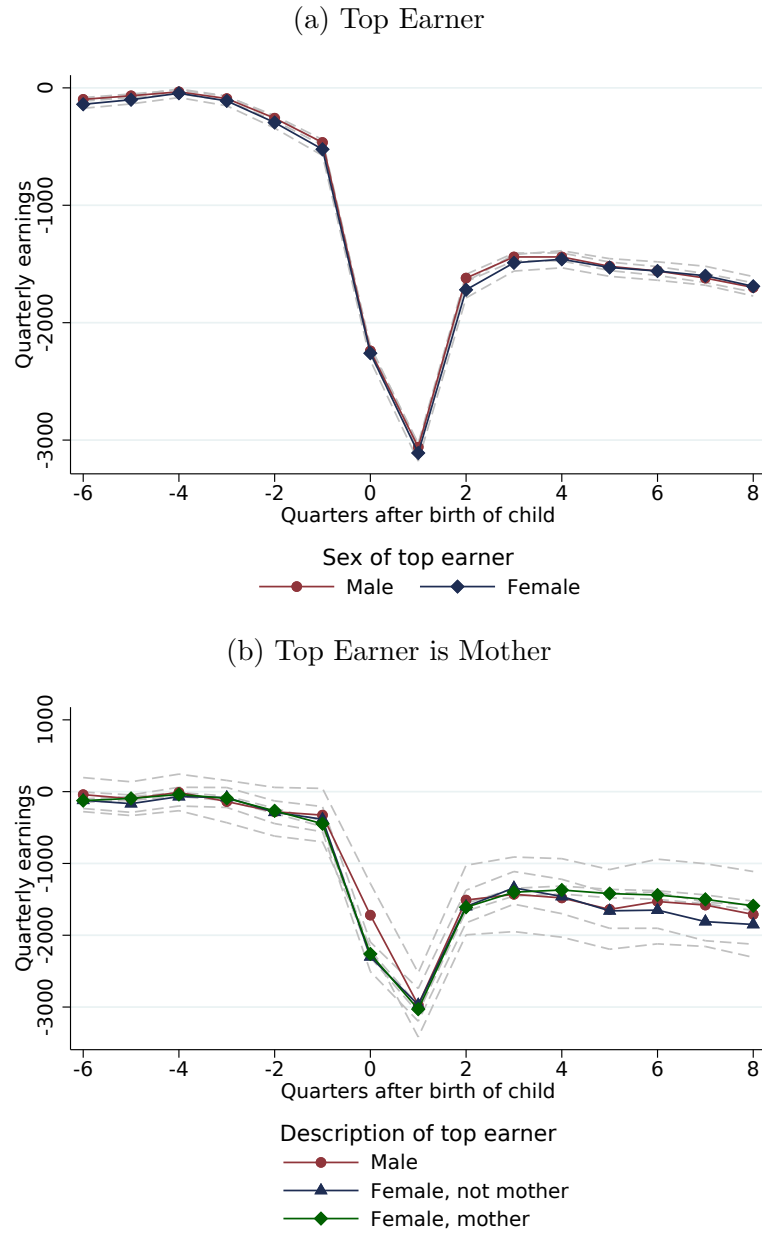 (a) Top Earner
0
-1000
-2000
-3000
Quarterly earnings
-6 -4 -2 0 2 4 6 8
Quarters after birth of child
Sex of top earner
Male Female
(b) Top Earner is Mother
1000
0
-1000
-2000
-3000
Quarterly earnings
-6 -4 -2 0 2 4 6 8
Quarters after birth of child
Description of top earner
Male
Female, not mother
Female, mother